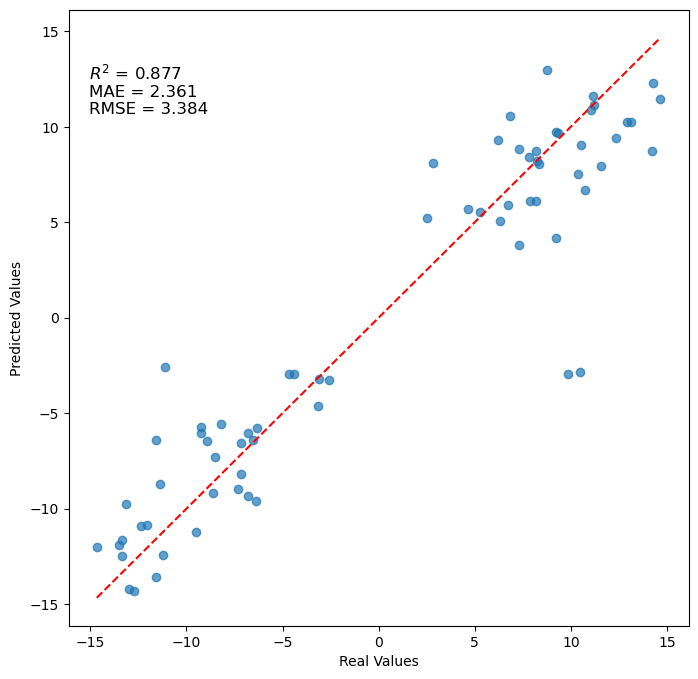 R² = 0.877
MAE = 2.361
RMSE = 3.384
15
10
5
0
−5
−10
−15
Predicted Values
−15 −10 −5 0 5 10 15
Real Values